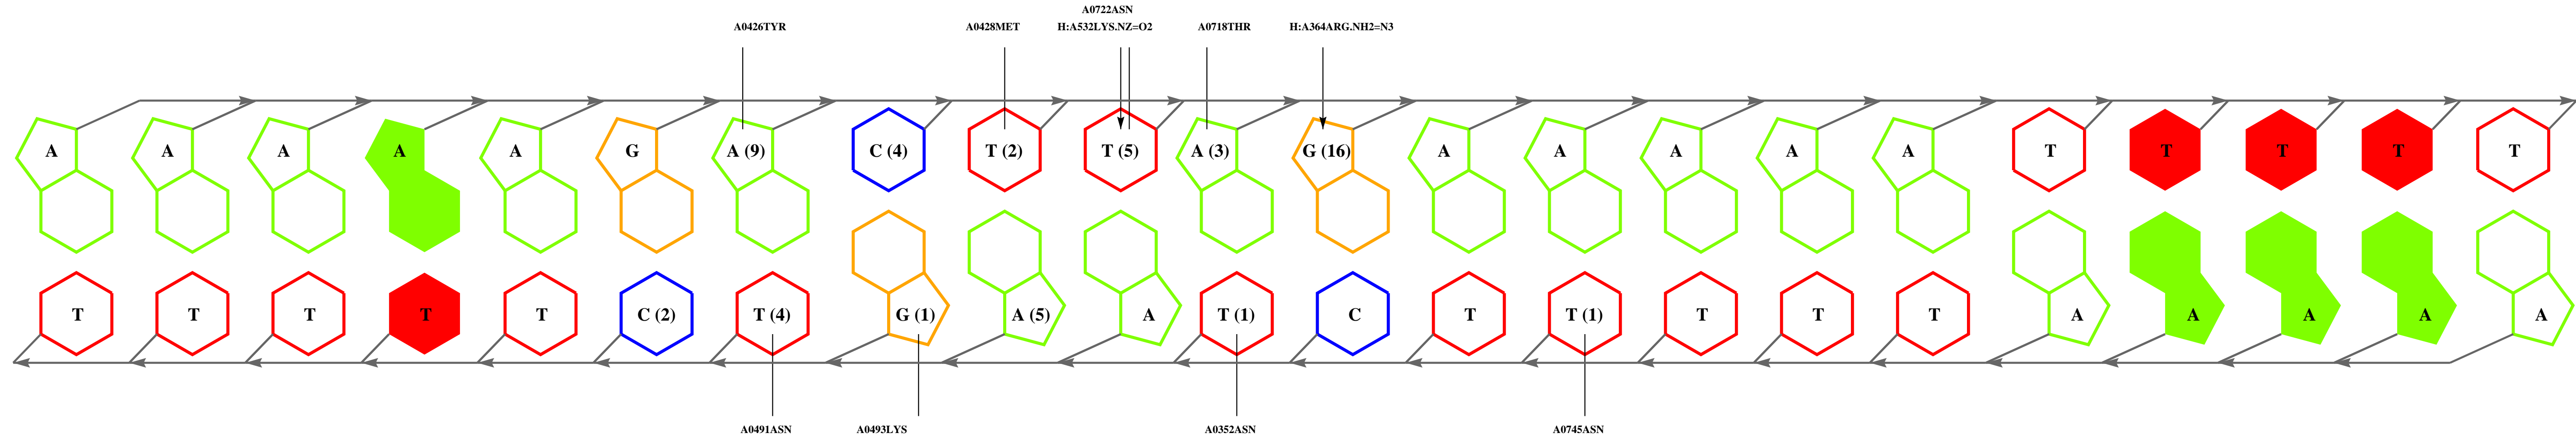 A0722ASN
A0426TYR A0428MET H:A532LYS.NZ=O2 A0718THR H:A364ARG.NH2=N3
A A A A A G A (9) C (4) T (2) T (5) A (3) G (16) A A A A A T T T T T
T T T T T C (2) T (4) G (1) A (5) A T (1) C T T (1) T T T A A A A A
A0491ASN A0493LYS A0352ASN A0745ASN